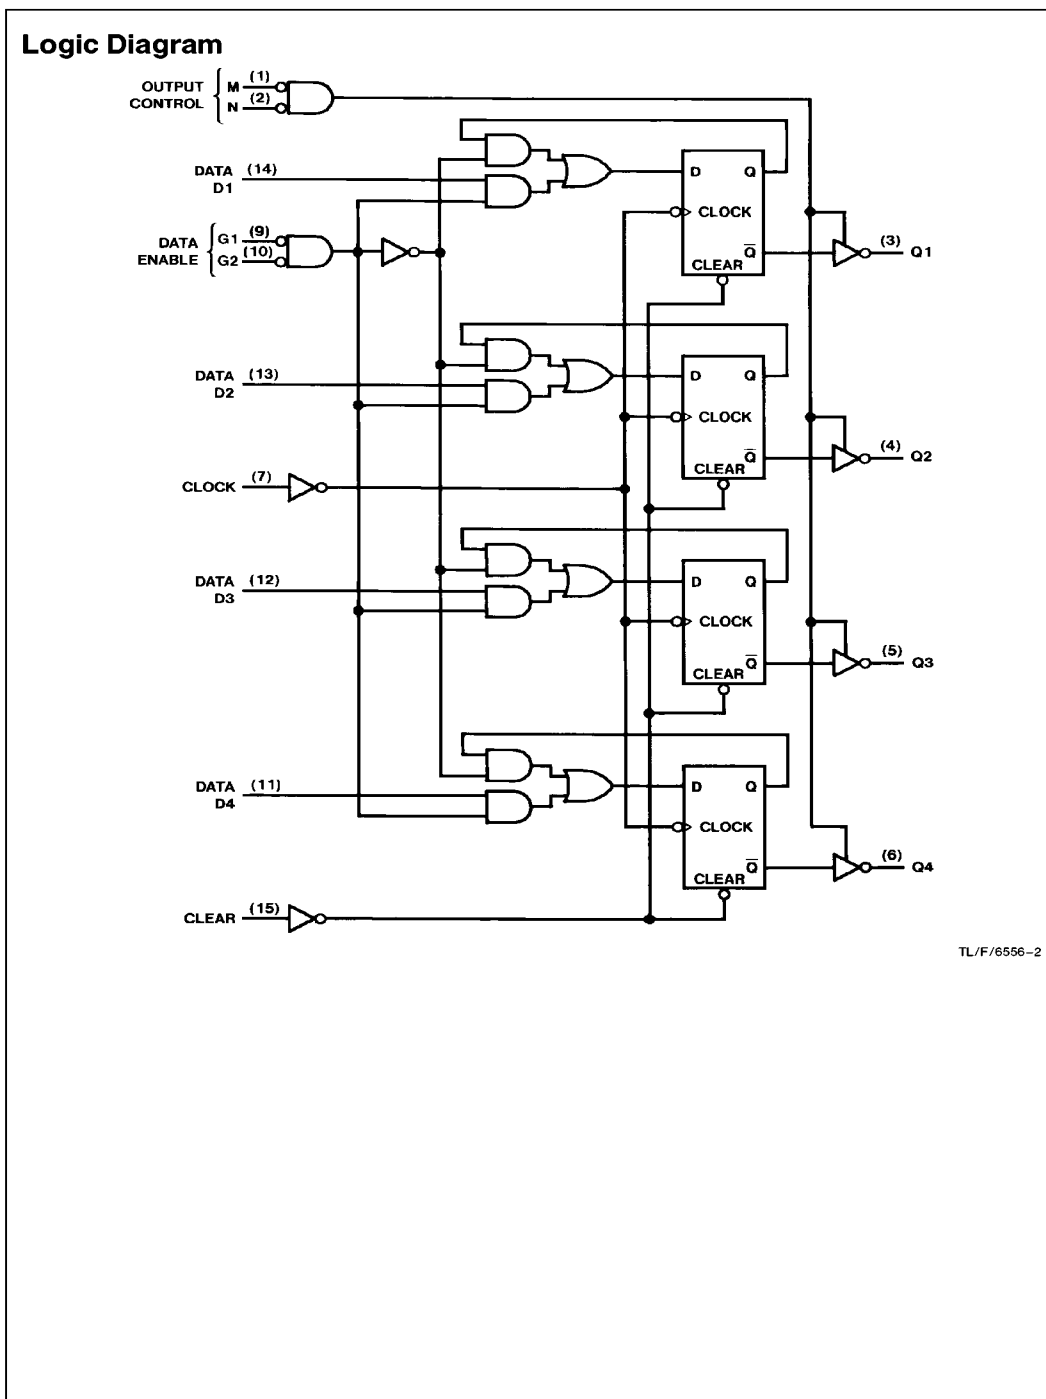 Logic Diagram
OUTPUT CONTROL
M (1)
N (2)
DATA D1 (14)
DATA ENABLE
G1 (9)
G2 (10)
D Q
CLOCK
Q̅
CLEAR
(3) Q1
DATA D2 (13)
D Q
CLOCK
Q̅
CLEAR
(4) Q2
CLOCK (7)
DATA D3 (12)
D Q
CLOCK
Q̅
CLEAR
(5) Q3
DATA D4 (11)
D Q
CLOCK
Q̅
CLEAR
(6) Q4
CLEAR (15)
TL/F/6556–2